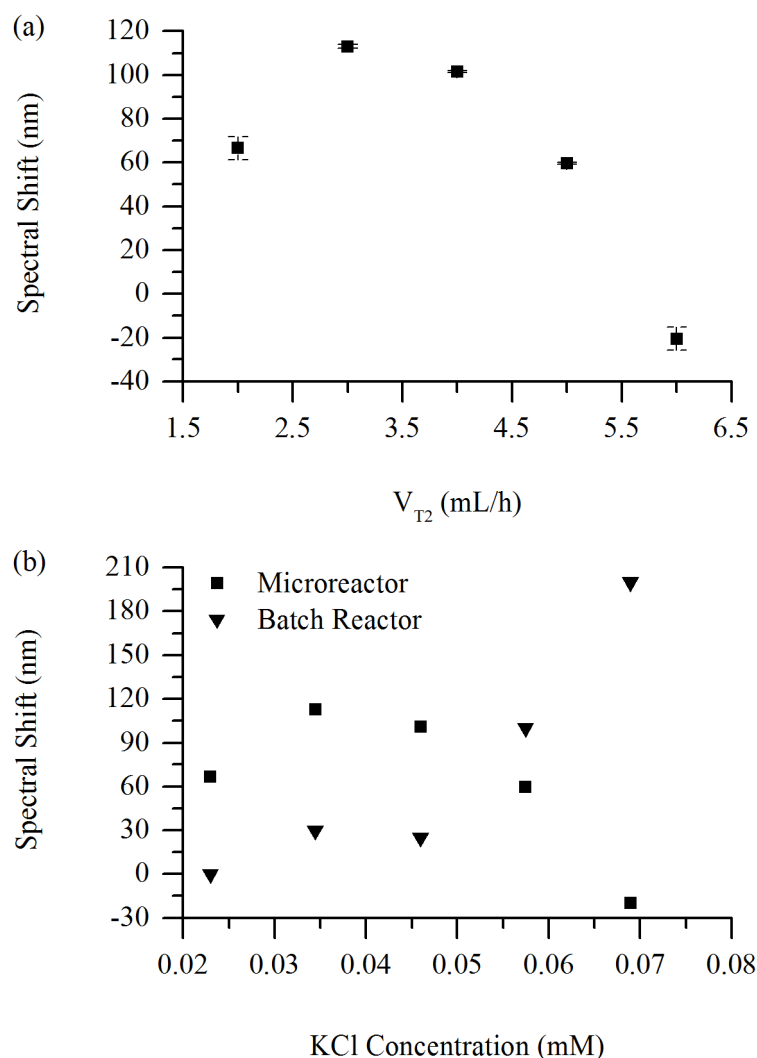 (a)
Spectral Shift (nm)
120
100
80
60
40
20
0
-20
-40
1.5 2.5 3.5 4.5 5.5 6.5
V_T2 (mL/h)
(b)
Spectral Shift (nm)
210
180
150
120
90
60
30
0
-30
Microreactor
Batch Reactor
0.02 0.03 0.04 0.05 0.06 0.07 0.08
KCl Concentration (mM)